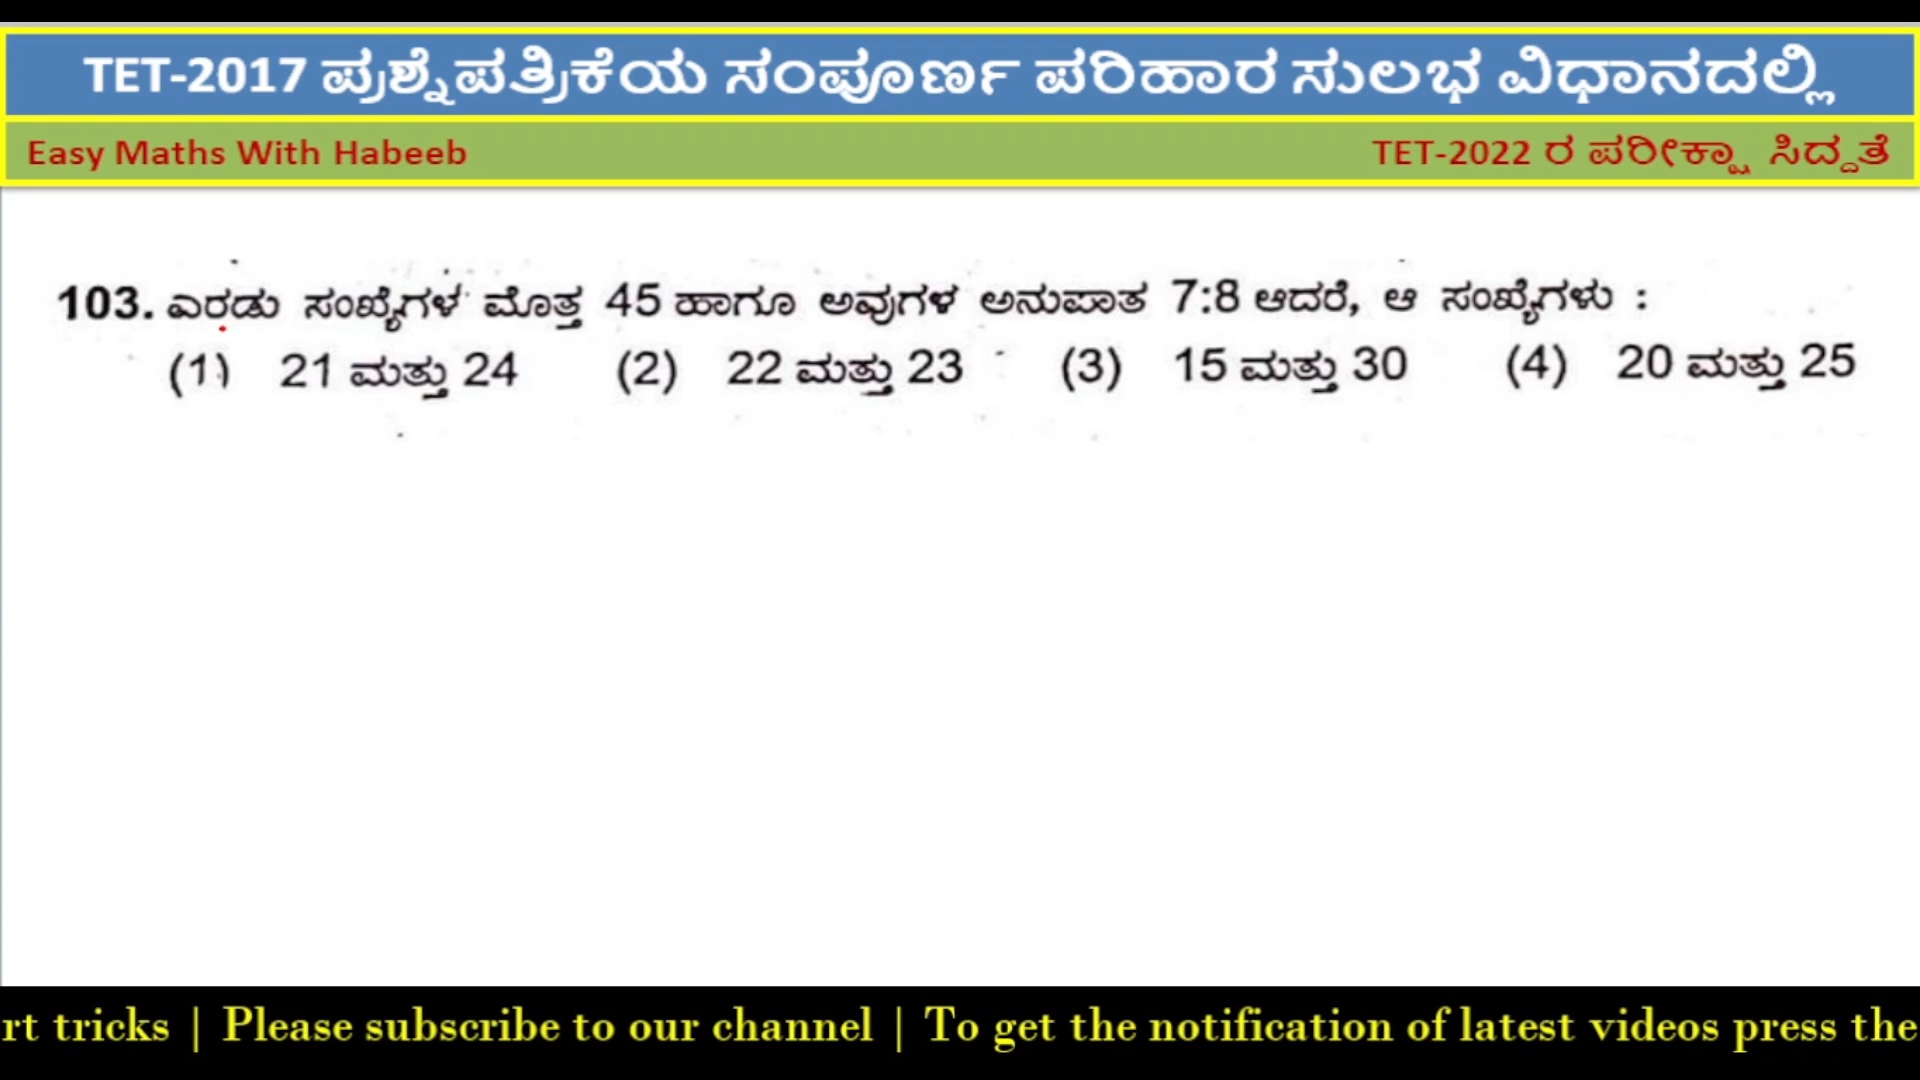 TET-2017 ಪ್ರಶ್ನೆಪತ್ರಿಕೆಯ ಸಂಪೂರ್ಣ ಪರಿಹಾರ ಸುಲಭ ವಿಧಾನದಲ್ಲಿ
Easy Maths With Habeeb TET-2022 ರ ಪರೀಕ್ಷಾ ಸಿದ್ದತೆ
103. ಎರಡು ಸಂಖ್ಯೆಗಳ ಮೊತ್ತ 45 ಹಾಗೂ ಅವುಗಳ ಅನುಪಾತ 7:8 ಆದರೆ, ಆ ಸಂಖ್ಯೆಗಳು :
(1) 21 ಮತ್ತು 24 (2) 22 ಮತ್ತು 23 (3) 15 ಮತ್ತು 30 (4) 20 ಮತ್ತು 25
rt tricks | Please subscribe to our channel | To get the notification of latest videos press the